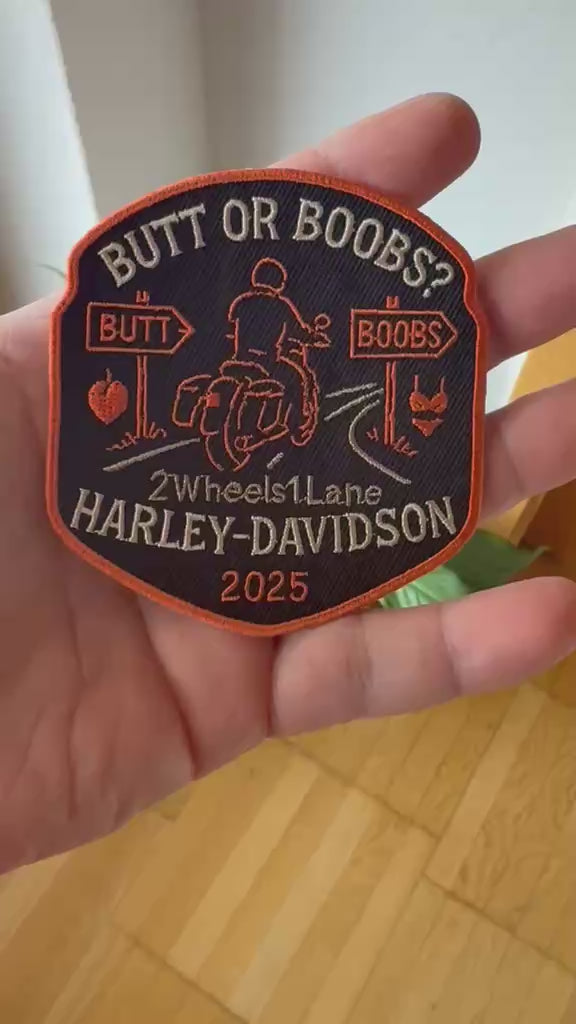 BUTT OR BOOBS?
BUTT
BOOBS
2Wheels1Lane
HARLEY-DAVIDSON
2025